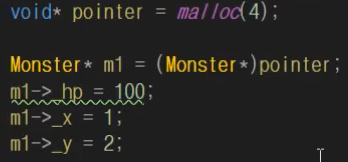 void* pointer = malloc(4);
Monster* m1 = (Monster*)pointer;
m1->_hp = 100;
m1->_x = 1;
m1->_y = 2;